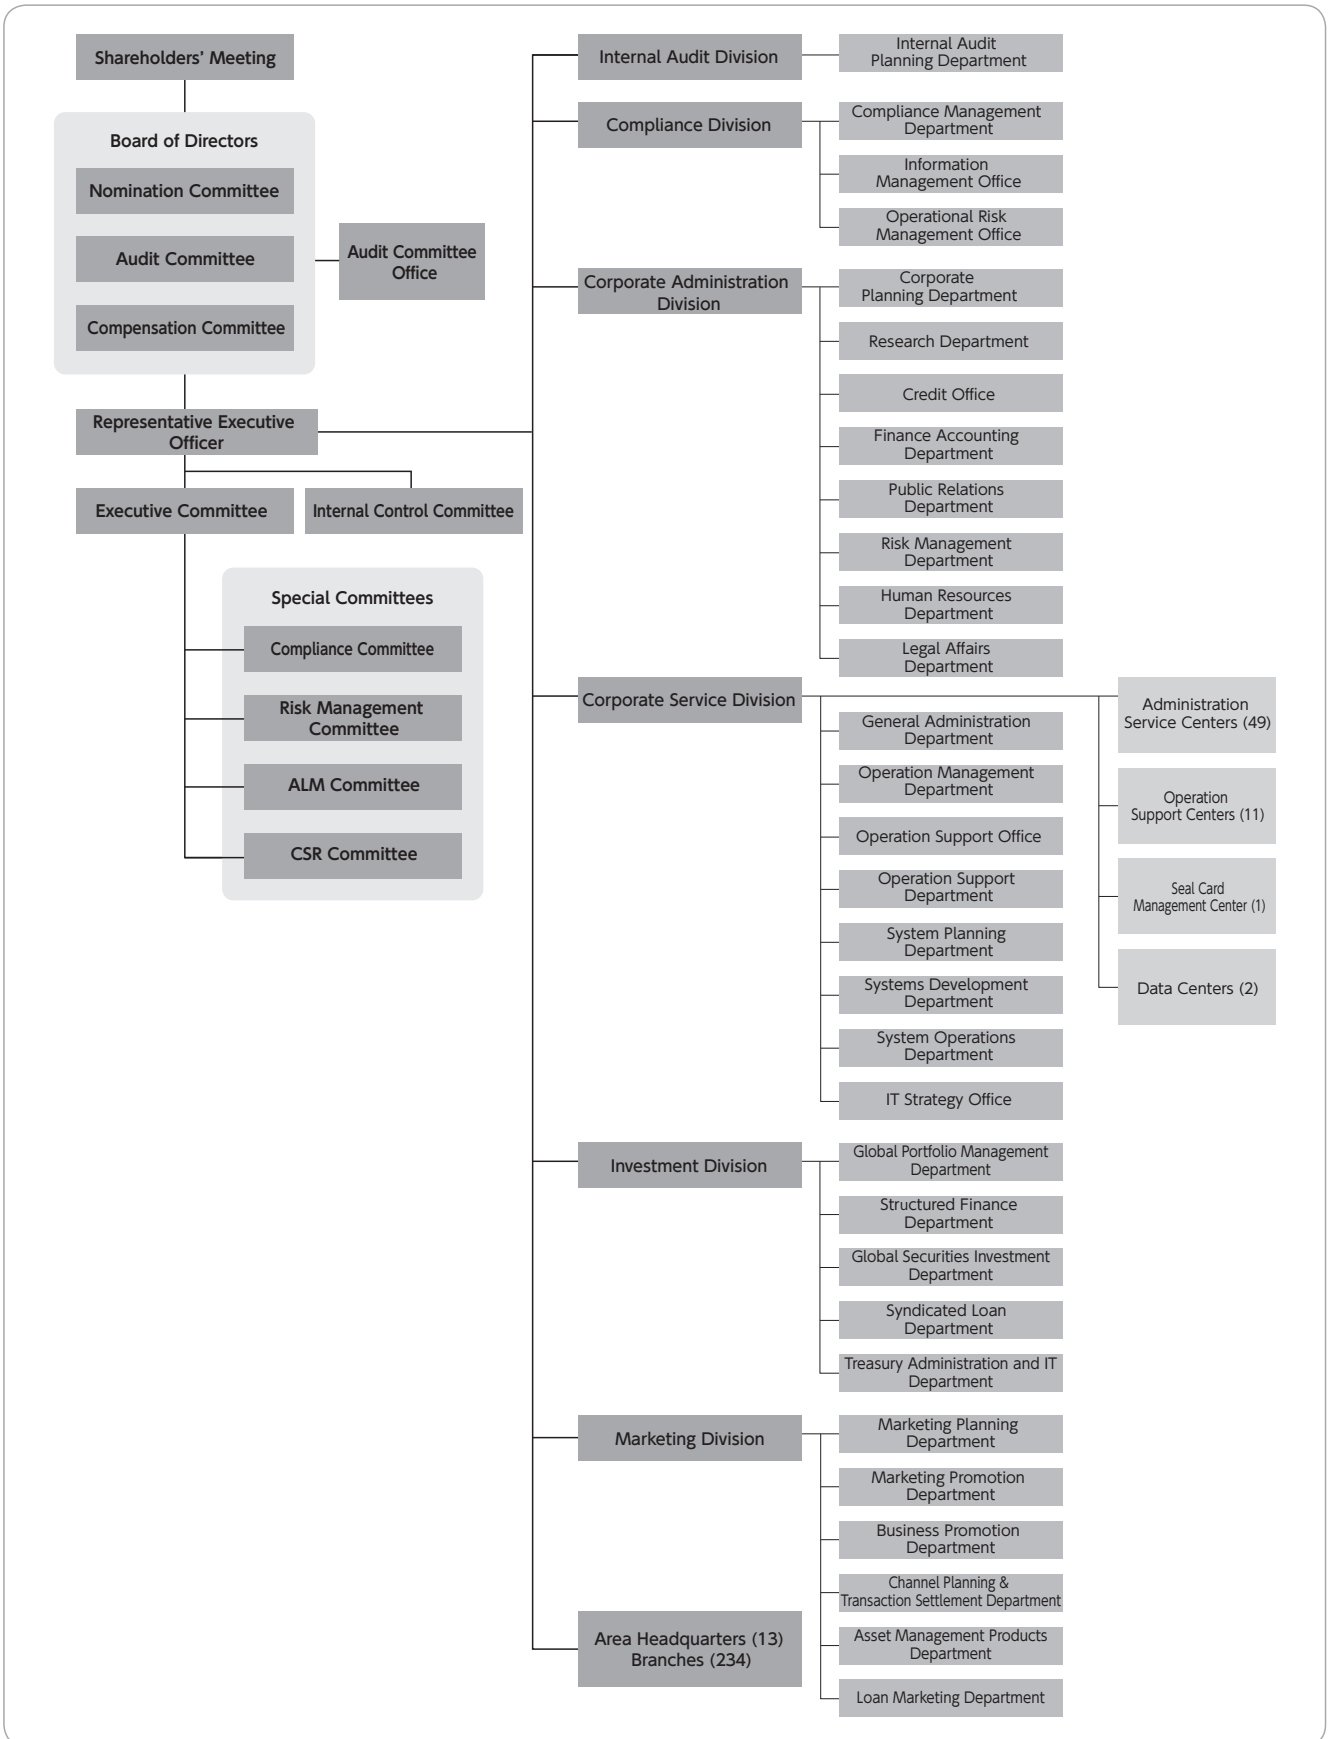 Shareholders' Meeting
Board of Directors
Nomination Committee
Audit Committee
Compensation Committee
Audit Committee
Office
Representative Executive
Officer
Executive Committee
Internal Control Committee
Special Committees
Compliance Committee
Risk Management
Committee
ALM Committee
CSR Committee
Internal Audit Division
Internal Audit
Planning Department
Compliance Division
Compliance Management
Department
Information
Management Office
Operational Risk
Management Office
Corporate Administration
Division
Corporate
Planning Department
Research Department
Credit Office
Finance Accounting
Department
Public Relations
Department
Risk Management
Department
Human Resources
Department
Legal Affairs
Department
Corporate Service Division
General Administration
Department
Operation Management
Department
Operation Support Office
Operation Support
Department
System Planning
Department
Systems Development
Department
System Operations
Department
IT Strategy Office
Administration
Service Centers (49)
Operation
Support Centers (11)
Seal Card
Management Center (1)
Data Centers (2)
Investment Division
Global Portfolio Management
Department
Structured Finance
Department
Global Securities Investment
Department
Syndicated Loan
Department
Treasury Administration and IT
Department
Marketing Division
Marketing Planning
Department
Marketing Promotion
Department
Business Promotion
Department
Channel Planning &
Transaction Settlement Department
Asset Management Products
Department
Loan Marketing Department
Area Headquarters (13)
Branches (234)